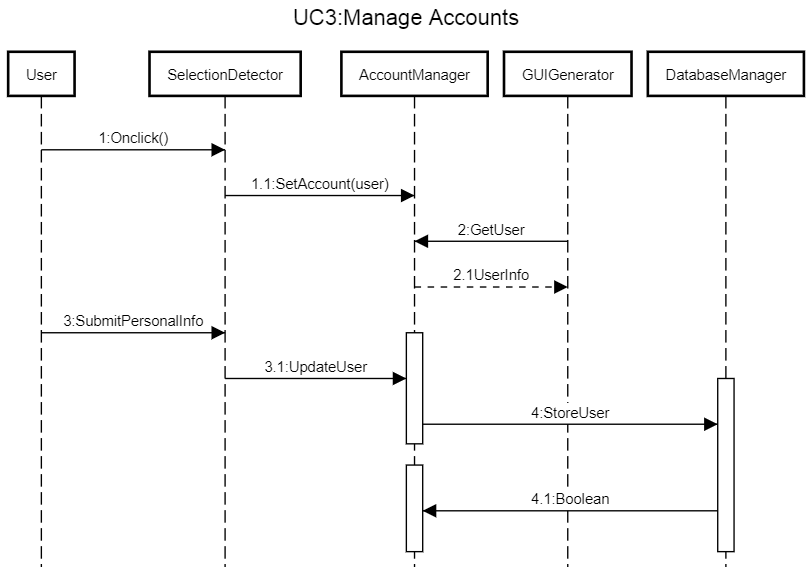 UC3:Manage Accounts
User
SelectionDetector
AccountManager
GUIGenerator
DatabaseManager
1:Onclick()
1.1:SetAccount(user)
2:GetUser
2.1UserInfo
3:SubmitPersonalInfo
3.1:UpdateUser
4:StoreUser
4.1:Boolean